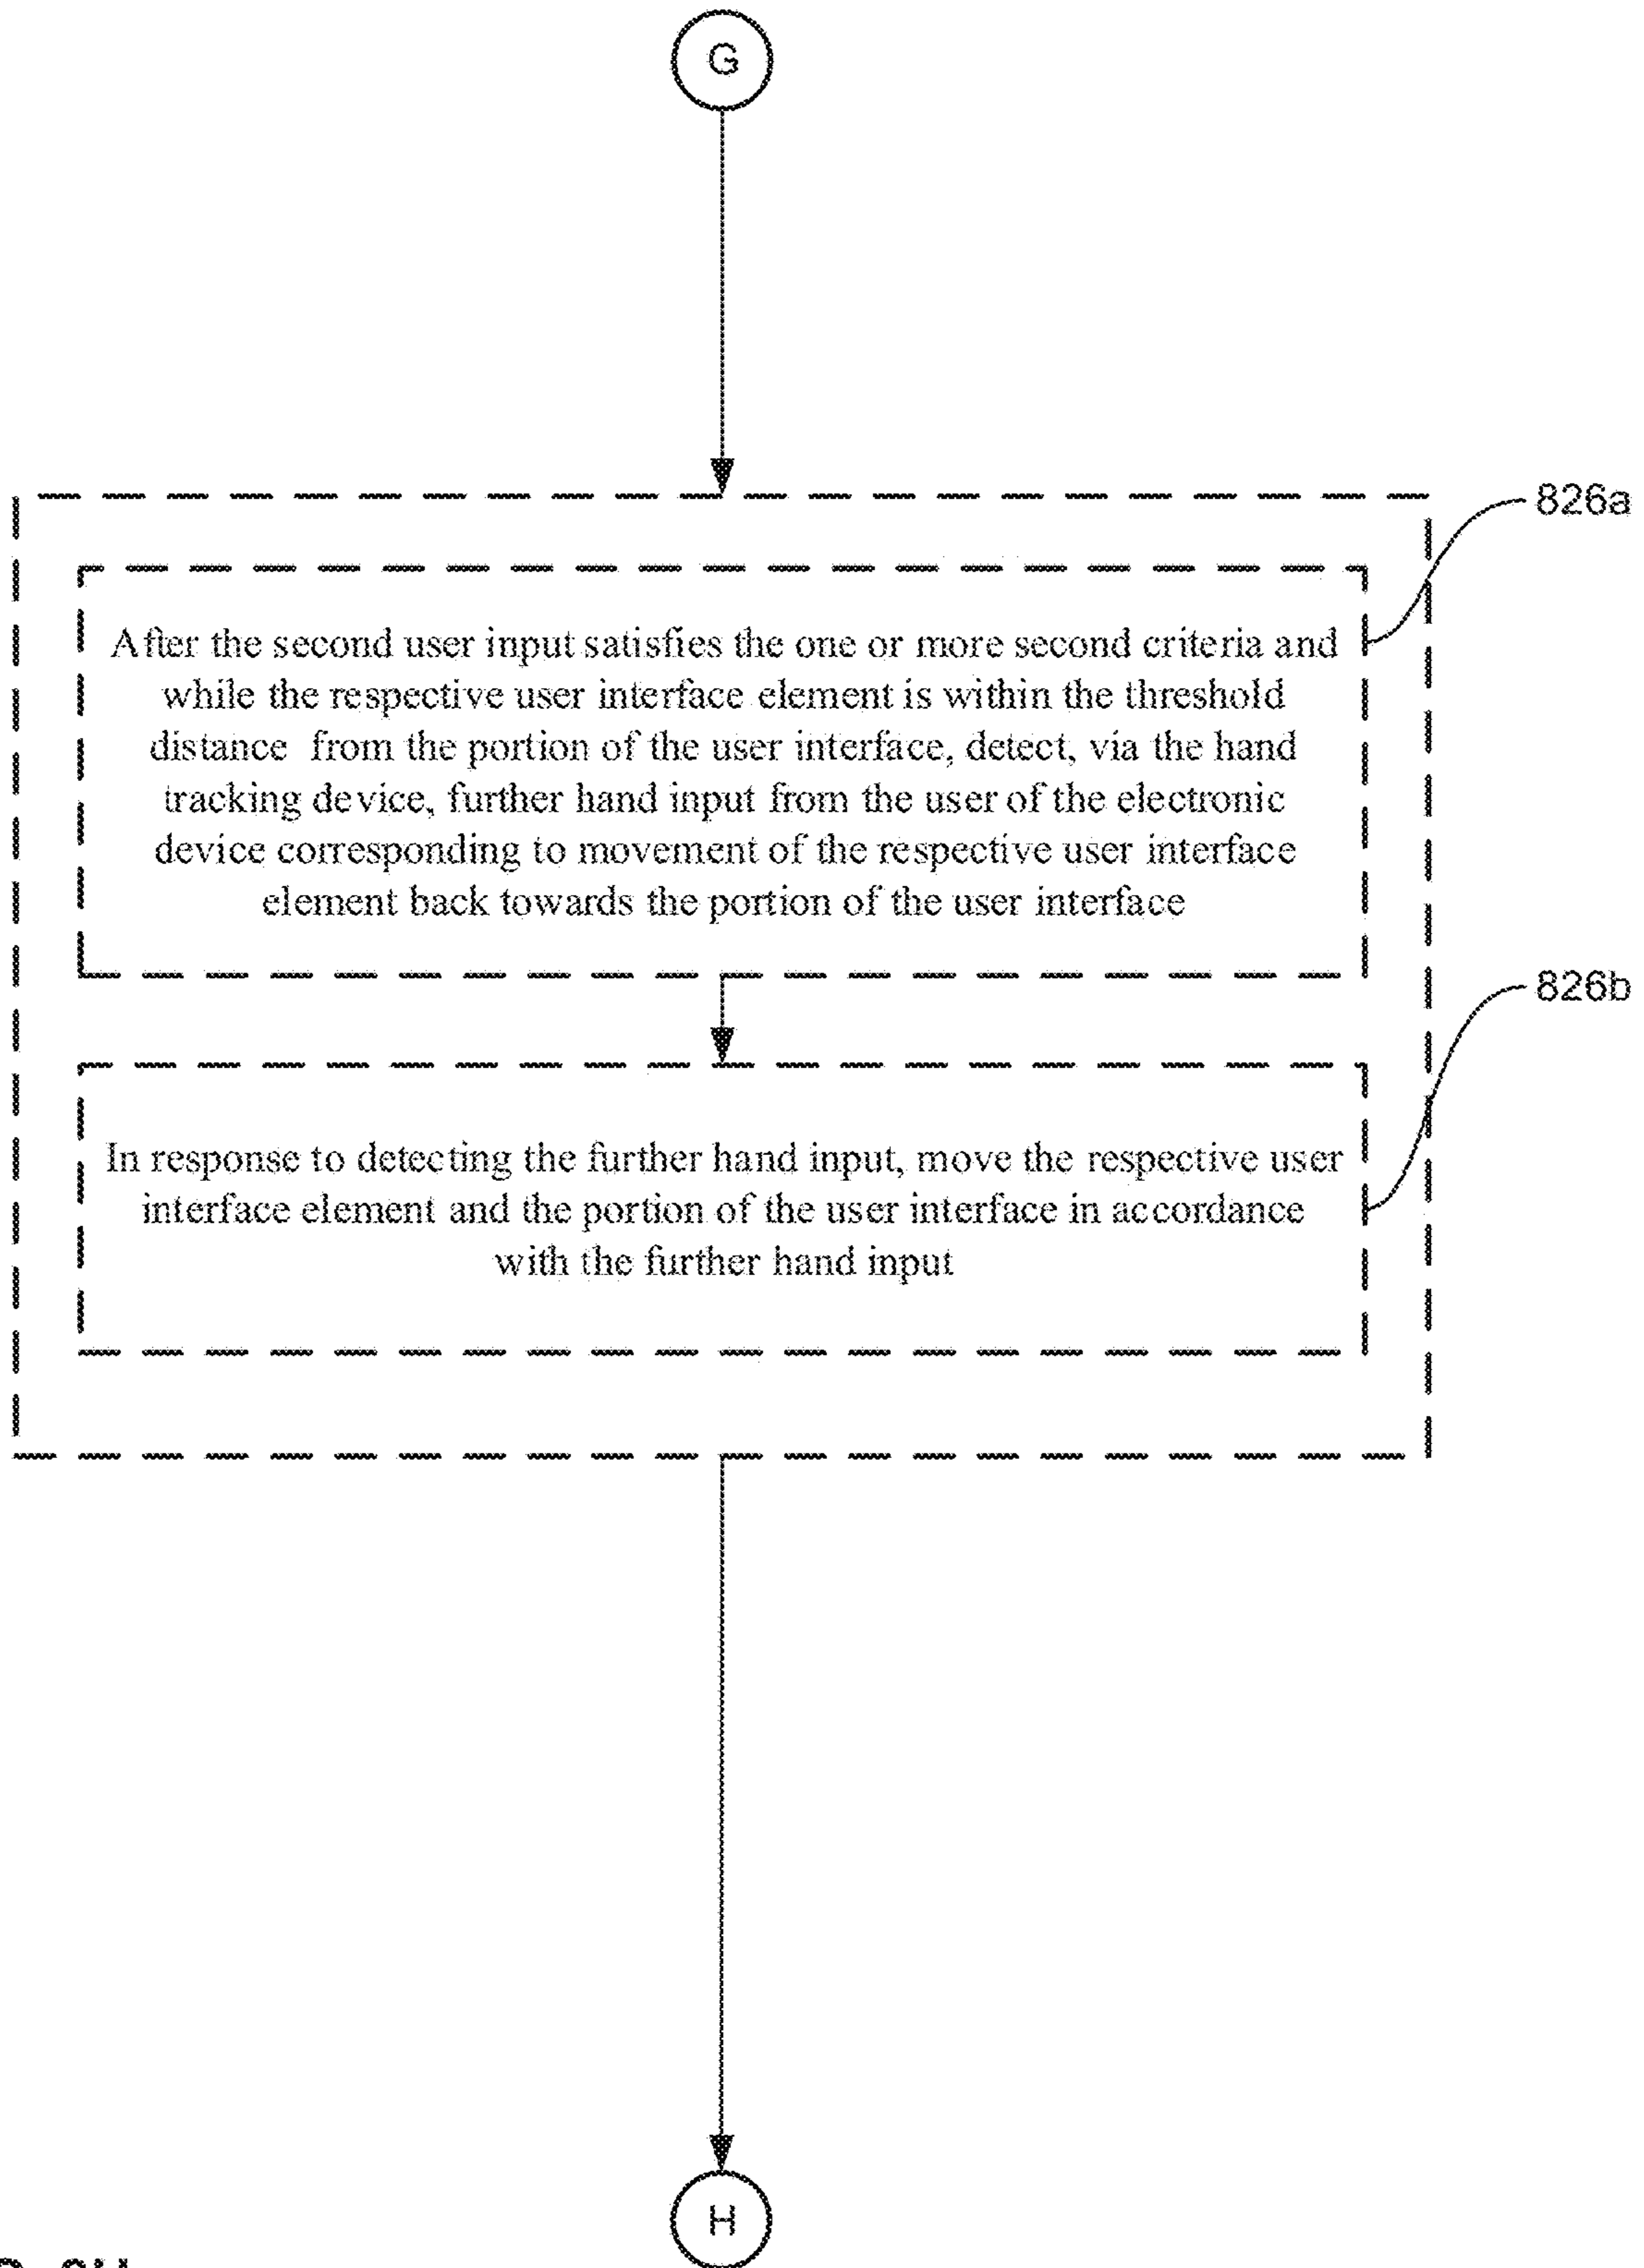 G
826a
After the second user input satisfies the one or more second criteria and
while the respective user interface element is within the threshold
distance from the portion of the user interface, detect, via the hand
tracking device, further hand input from the user of the electronic
device corresponding to movement of the respective user interface
element back towards the portion of the user interface
826b
In response to detecting the further hand input, move the respective user
interface element and the portion of the user interface in accordance
with the further hand input
H